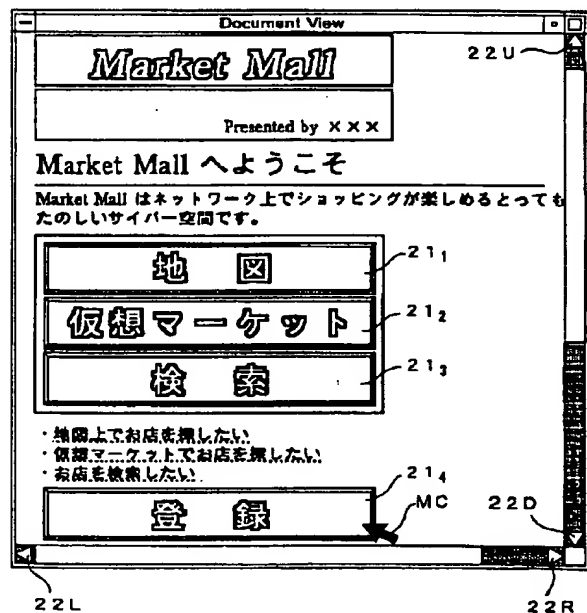 Document View
22U
Market Mall
Presented by ×××
Market Mall へようこそ
Market Mall はネットワーク上でショッピングが楽しめるとっても
たのしいサイバー空間です。
地 図
21₁
仮想マーケット
21₂
検 索
21₃
・地図上でお店を探したい
・仮想マーケットでお店を探したい
・お店を検索したい
21₄
登 録
MC
22D
22L
22R